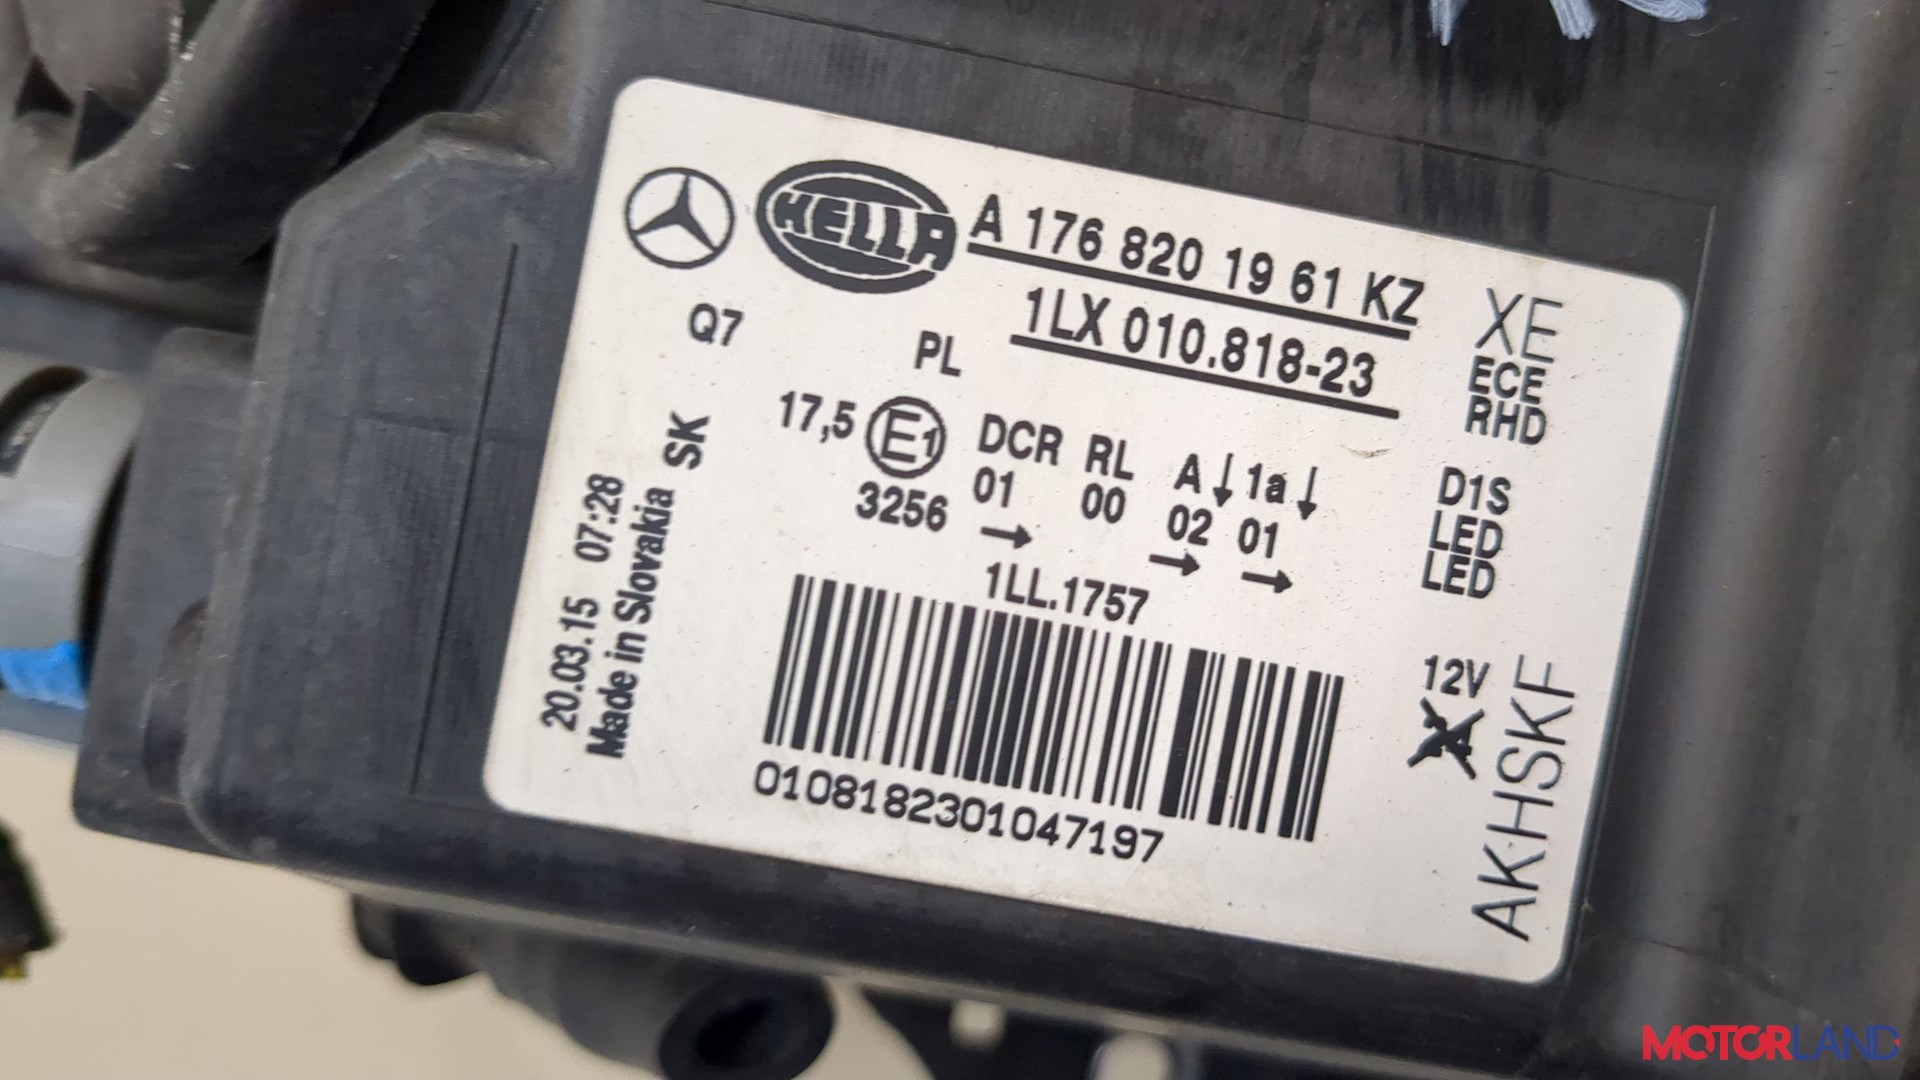 HELLA
A 176 820 1961 KZ
1LX 010.818-23
XE
ECE
RHD
Q7
PL
17,5 E1 DCR RL A↓ 1a↓
3256 01 00 02 01
→ → →
D1S
LED
LED
1LL.1757
12V
0108182301047197
20.03.15 07:28
Made in Slovakia SK
AKHSKF
MOTORLAND